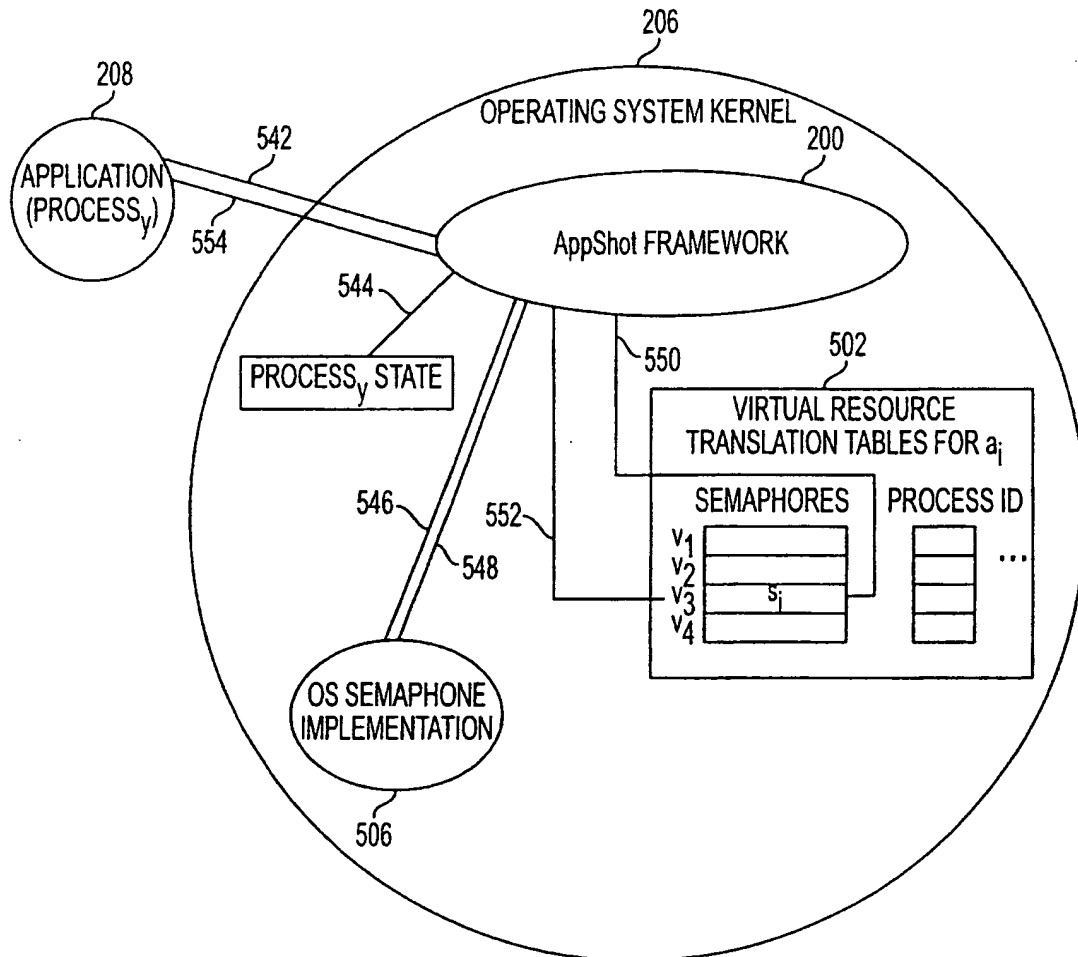 206
208
OPERATING SYSTEM KERNEL
542
200
APPLICATION
(PROCESSy)
554
AppShot FRAMEWORK
544
550
502
PROCESSy STATE
VIRTUAL RESOURCE
TRANSLATION TABLES FOR ai
546
552
548
SEMAPHORES
PROCESS ID
v1
v2
v3
si
v4
...
OS SEMAPHONE
IMPLEMENTATION
506